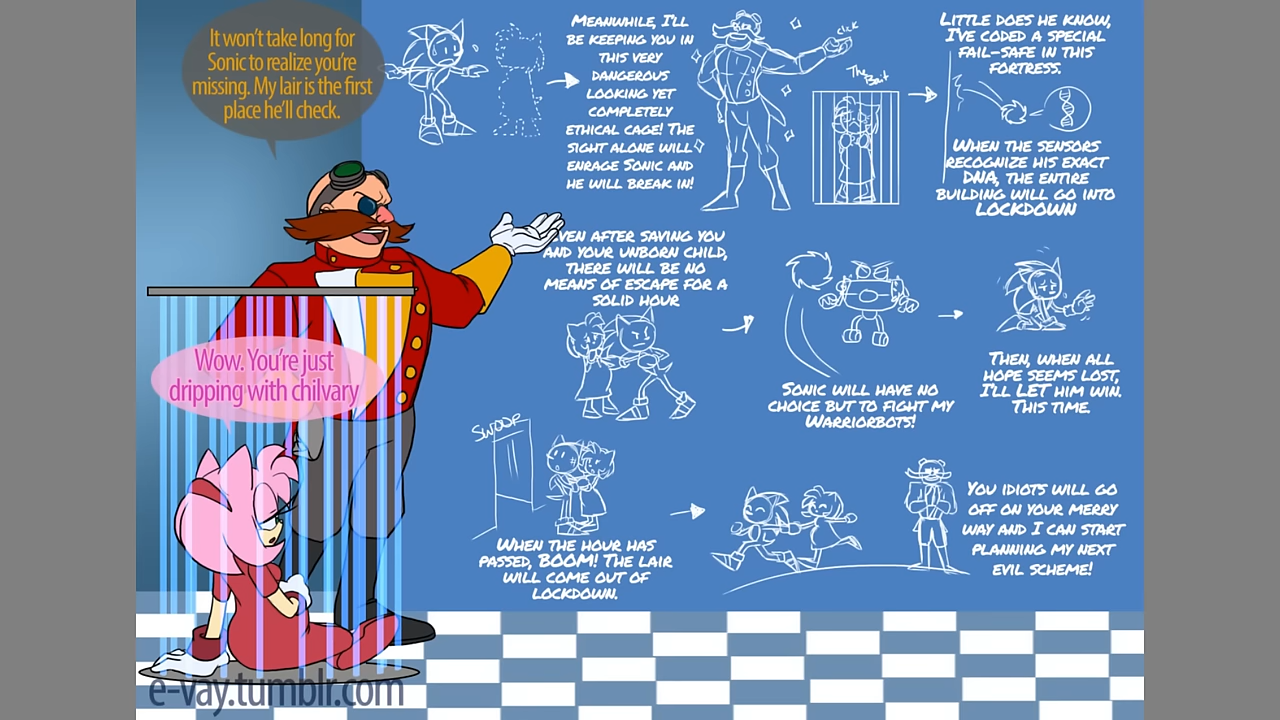 It won't take long for
Sonic to realize you're
missing. My lair is the first
place he'll check.
Meanwhile, I'll
be keeping you in
this very
dangerous
looking yet
completely
ethical cage! The
sight alone will
enrage Sonic and
he will break in!
click
The Bait
Little does he know,
I've coded a special
fail-safe in this
fortress.
When the sensors
recognize his exact
DNA, the entire
building will go into
LOCKDOWN
ven after saving you
and your unborn child,
there will be no
means of escape for a
solid hour
Sonic will have no
choice but to fight my
Warriorbots!
Then, when all
hope seems lost,
I'll LET him win.
This time.
Wow. You're just
dripping with chilvary
SWOOP
When the hour has
passed, BOOM! The lair
will come out of
lockdown.
You idiots will go
off on your merry
way and I can start
planning my next
evil scheme!
e-vay.tumblr.com